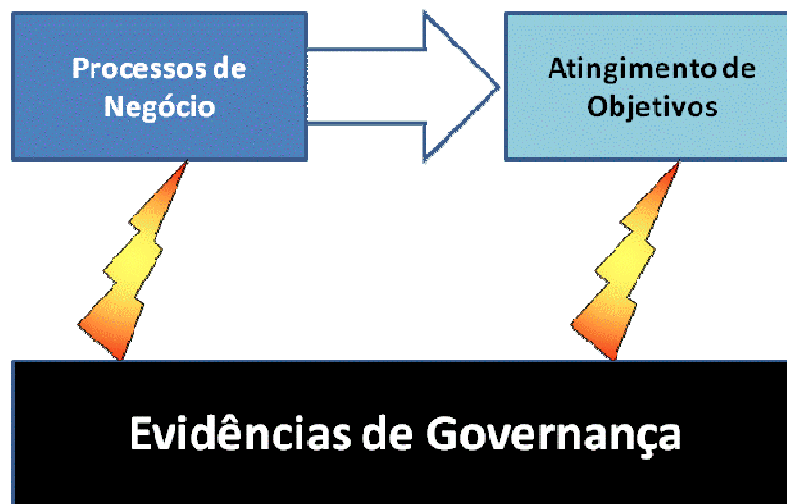 Processos de
Negócio
Atingimento de
Objetivos
Evidências de Governança